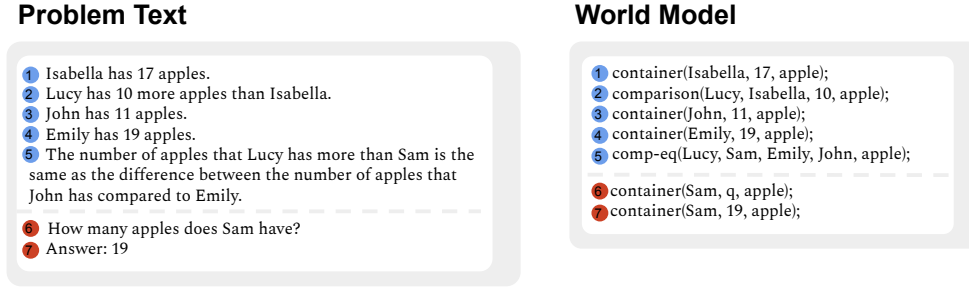 Problem Text
1 Isabella has 17 apples.
2 Lucy has 10 more apples than Isabella.
3 John has 11 apples.
4 Emily has 19 apples.
5 The number of apples that Lucy has more than Sam is the
same as the difference between the number of apples that
John has compared to Emily.
6 How many apples does Sam have?
7 Answer: 19
World Model
1 container(Isabella, 17, apple);
2 comparison(Lucy, Isabella, 10, apple);
3 container(John, 11, apple);
4 container(Emily, 19, apple);
5 comp-eq(Lucy, Sam, Emily, John, apple);
6 container(Sam, q, apple);
7 container(Sam, 19, apple);